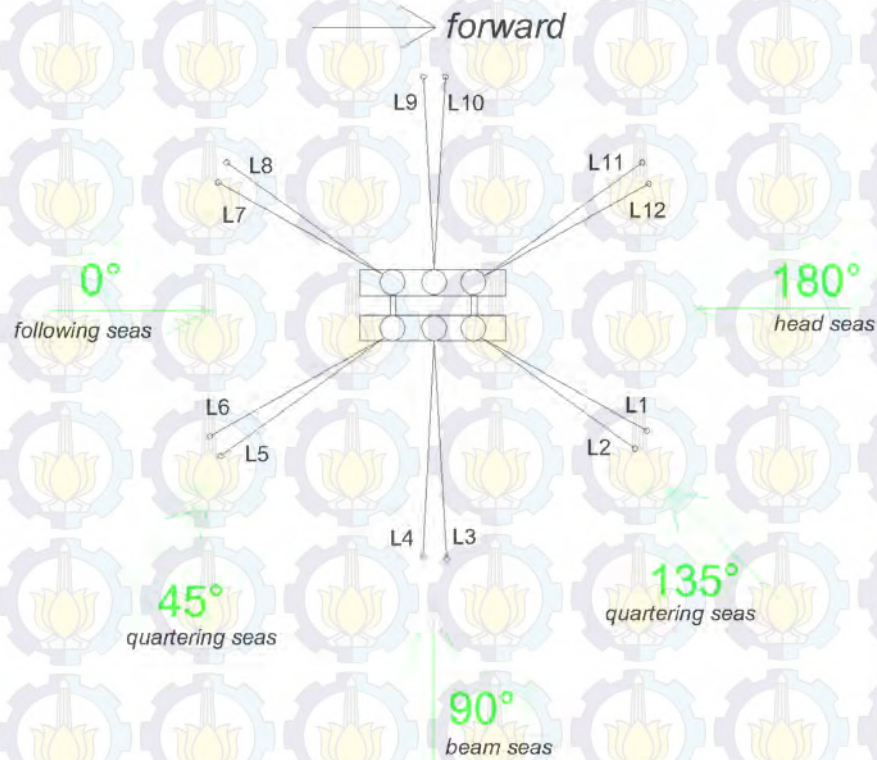 forward
L9
L10
L8
L11
L7
L12
0°
180°
following seas
head seas
L6
L1
L5
L2
L4
L3
45°
135°
quartering seas
quartering seas
90°
beam seas